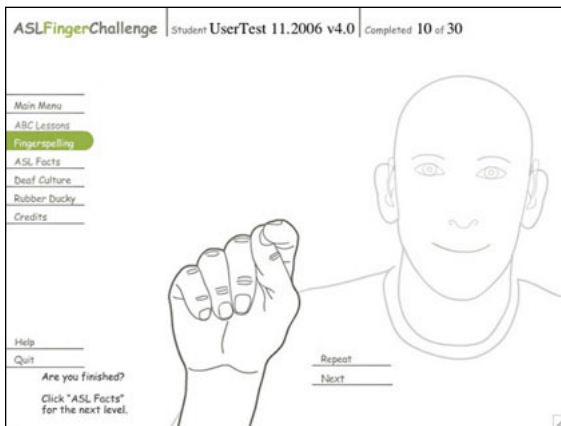 ASLFingerChallenge Student UserTest 11.2006 v4.0 Completed 10 of 30
Main Menu
ABC Lessons
Fingerspelling
ASL Facts
Deaf Culture
Rubber Ducky
Credits
Help
Quit
Are you finished?
Click "ASL Facts"
for the next level.
Repeat
Next